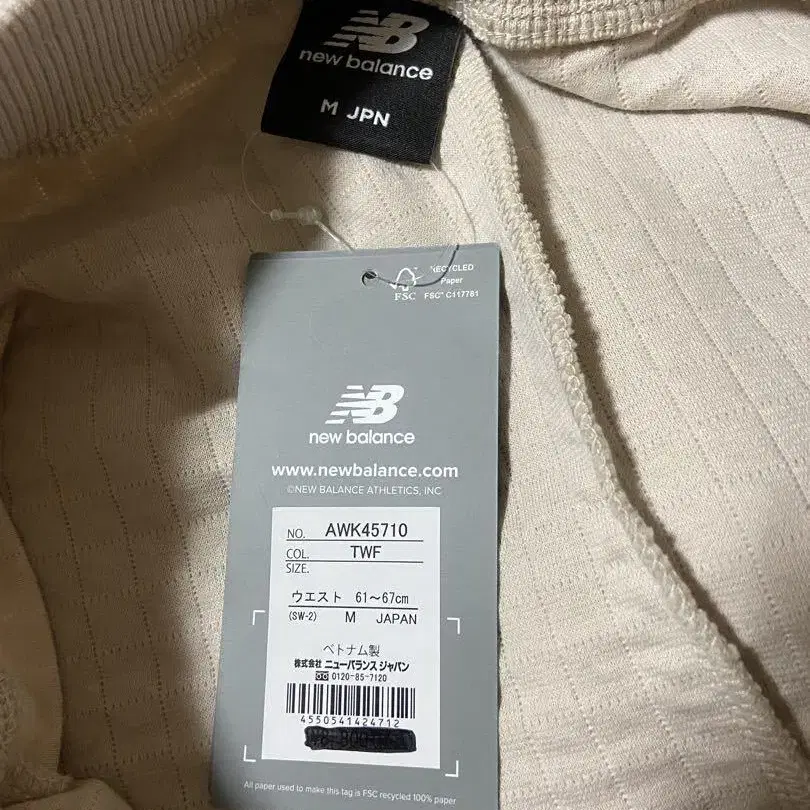 NB
new balance
M JPN
RECYCLED
Paper
FSC
FSC® C117781
NB
new balance
www.newbalance.com
©NEW BALANCE ATHLETICS, INC
NO. AWK45710
COL. TWF
SIZE.
ウエスト 61～67cm
(SW-2) M JAPAN
ベトナム製
株式会社 ニューバランス ジャパン
0120-85-7120
4550541424712
All paper used to make this tag is FSC recycled 100% paper